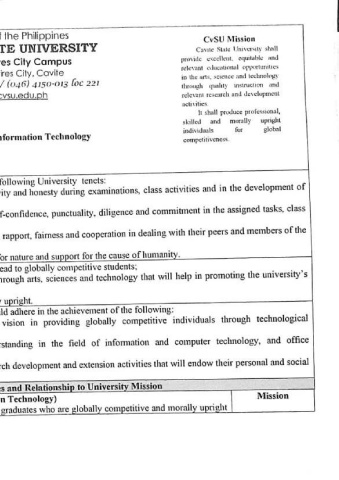 f the Philippines
TE UNIVERSITY
res City Campus
ires City, Cavite
/ (046) 4150-013 loc 221
cvsu.edu.ph
CvSU Mission
Cavite State University shall
provide excellent, equitable and
relevant educational opportunities
in the arts, science and technology
through quality instruction and
relevant research and development
activities.
It shall produce professional,
skilled and morally upright
individuals for global
competitiveness.
nformation Technology
following University tenets:
ity and honesty during examinations, class activities and in the development of
f-confidence, punctuality, diligence and commitment in the assigned tasks, class
rapport, fairness and cooperation in dealing with their peers and members of the
for nature and support for the cause of humanity.
ead to globally competitive students;
hrough arts, sciences and technology that will help in promoting the university's
y upright.
ld adhere in the achievement of the following:
vision in providing globally competitive individuals through technological
rstanding in the field of information and computer technology, and office
rch development and extension activities that will endow their personal and social
es and Relationship to University Mission
n Technology)
Mission
graduates who are globally competitive and morally upright